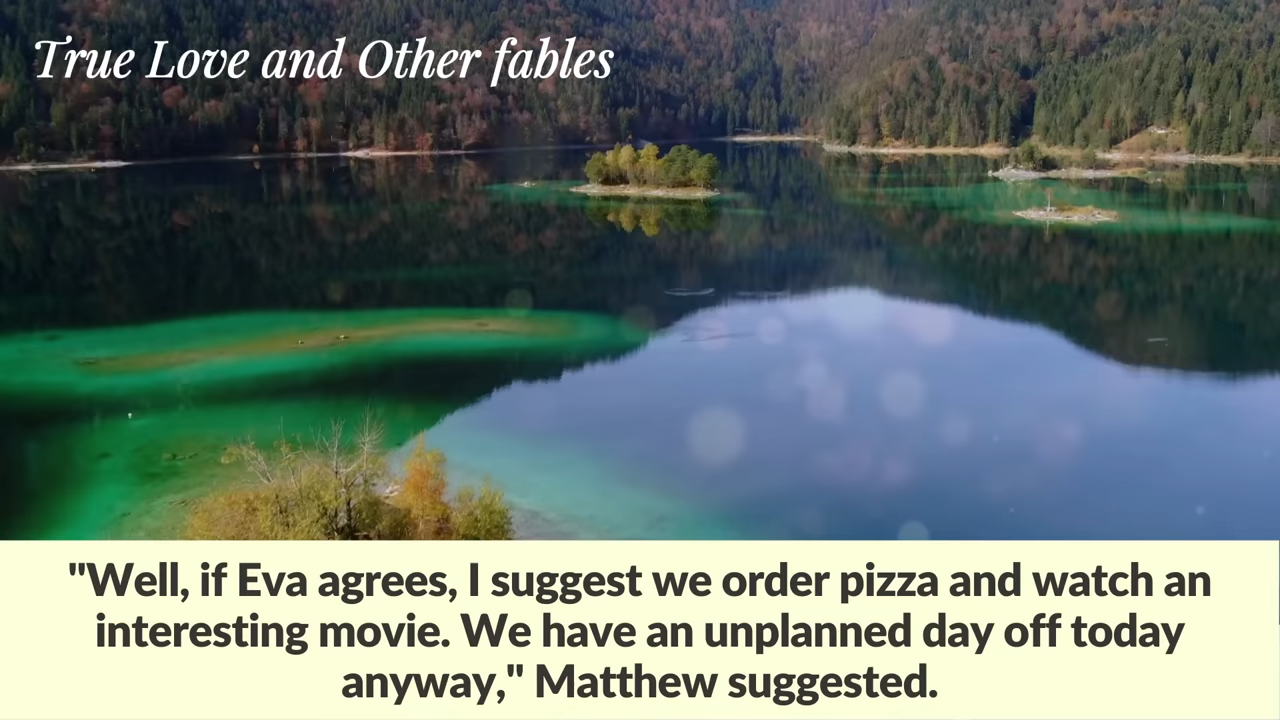 True Love and Other fables
"Well, if Eva agrees, I suggest we order pizza and watch an
interesting movie. We have an unplanned day off today
anyway," Matthew suggested.